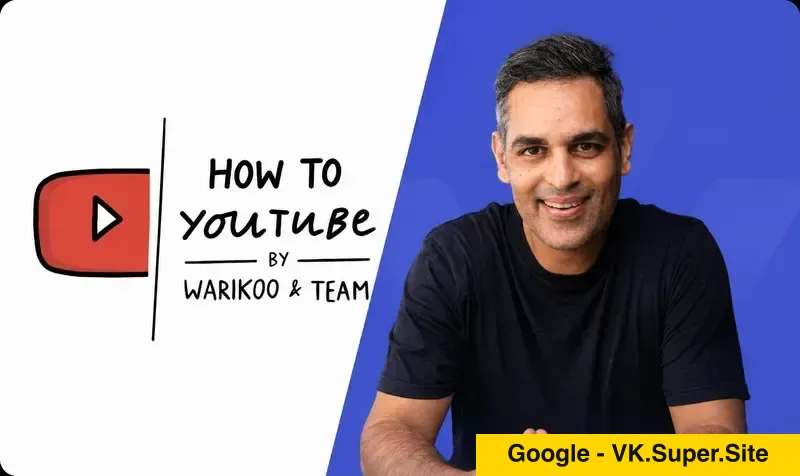 HOW TO
YOUTUBE
BY
WARIKOO & TEAM
Google - VK.Super.Site